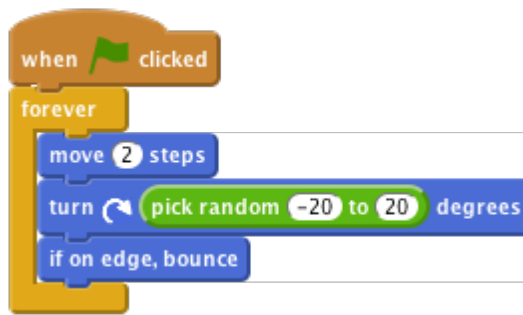 when clicked
forever
move 2 steps
turn pick random -20 to 20 degrees
if on edge, bounce